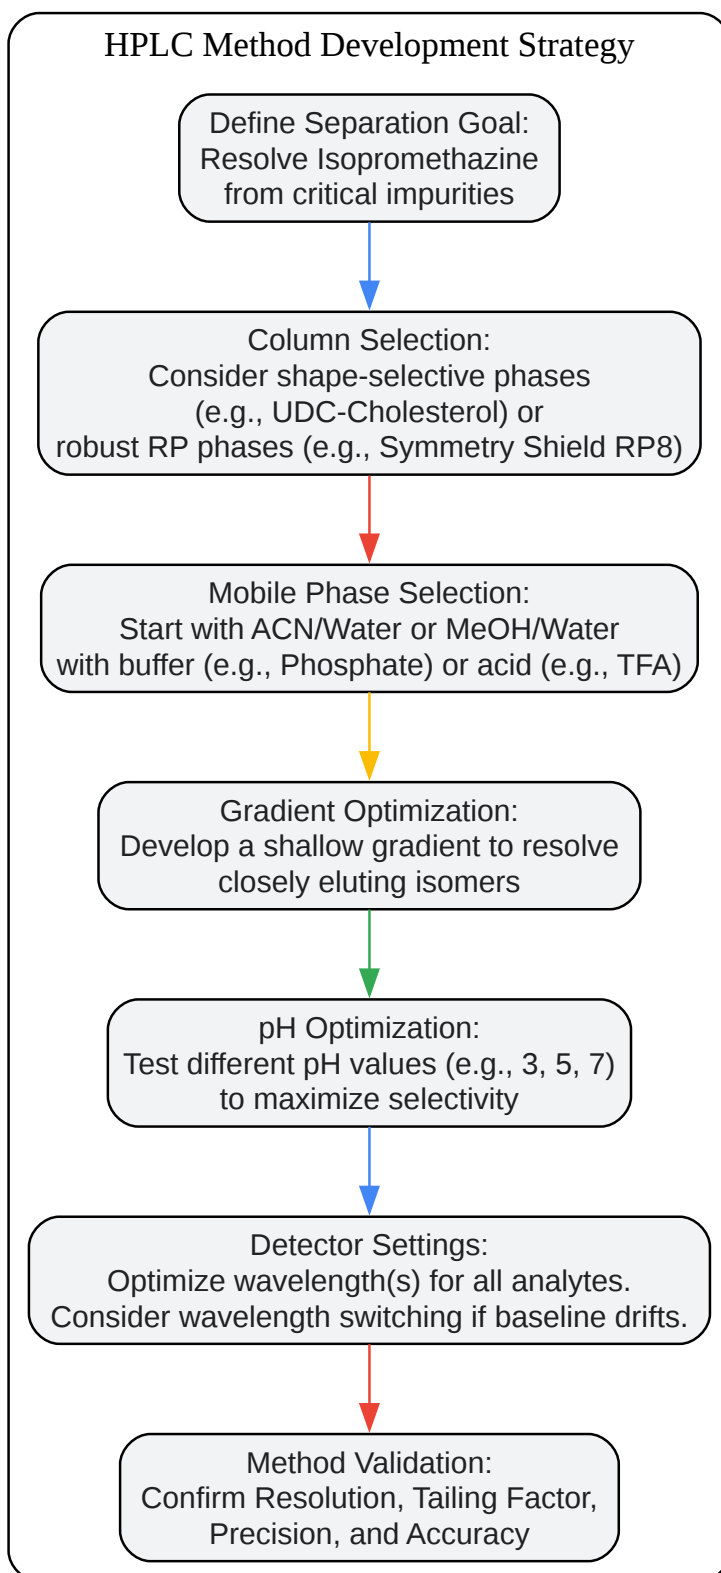 HPLC Method Development Strategy
Define Separation Goal:
Resolve Isopromethazine
from critical impurities
Column Selection:
Consider shape-selective phases
(e.g., UDC-Cholesterol) or
robust RP phases (e.g., Symmetry Shield RP8)
Mobile Phase Selection:
Start with ACN/Water or MeOH/Water
with buffer (e.g., Phosphate) or acid (e.g., TFA)
Gradient Optimization:
Develop a shallow gradient to resolve
closely eluting isomers
pH Optimization:
Test different pH values (e.g., 3, 5, 7)
to maximize selectivity
Detector Settings:
Optimize wavelength(s) for all analytes.
Consider wavelength switching if baseline drifts.
Method Validation:
Confirm Resolution, Tailing Factor,
Precision, and Accuracy